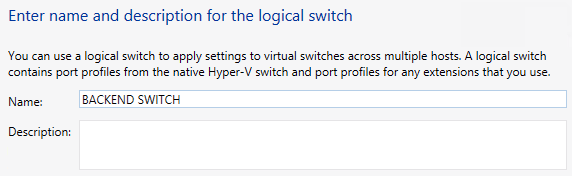 Enter name and description for the logical switch
You can use a logical switch to apply settings to virtual switches across multiple hosts. A logical switch
contains port profiles from the native Hyper-V switch and port profiles for any extensions that you use.
Name: BACKEND SWITCH
Description: